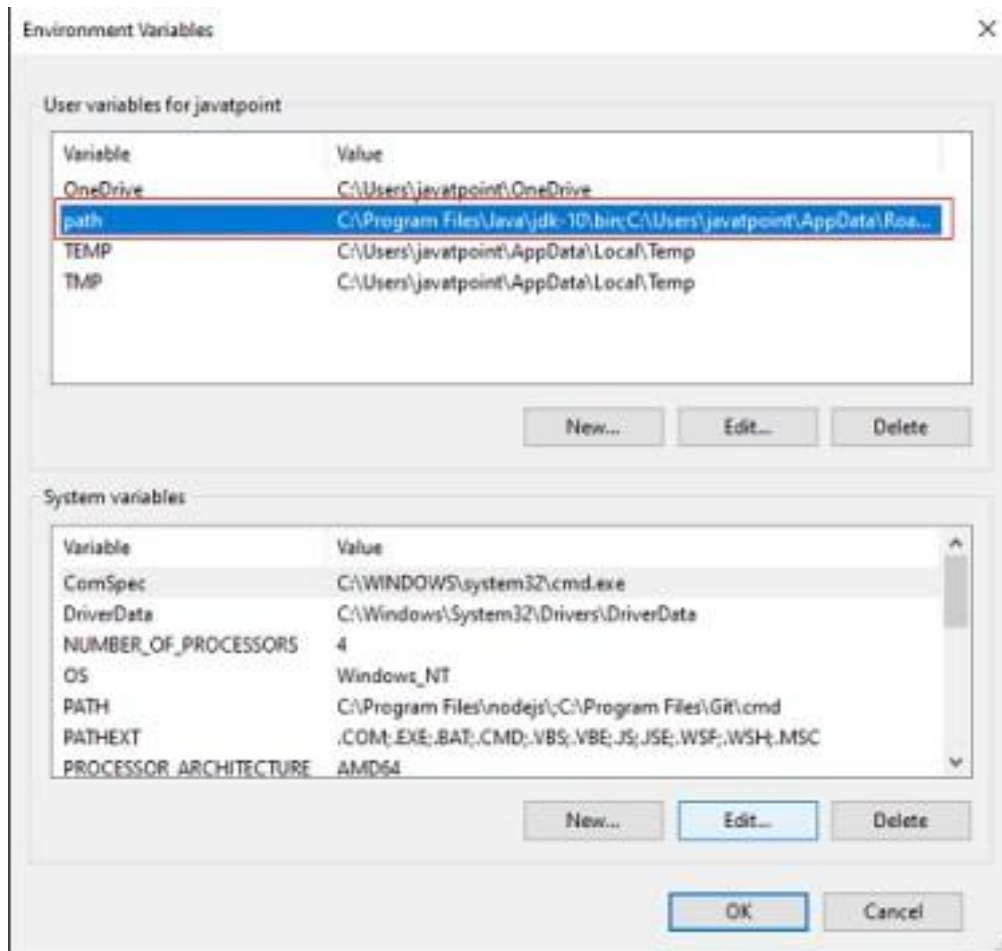 Environment Variables
User variables for javatpoint
Variable Value
OneDrive C:\Users\javatpoint\OneDrive
path C:\Program Files\Java\jdk-10\bin;C:\Users\javatpoint\AppData\Roa...
TEMP C:\Users\javatpoint\AppData\Local\Temp
TMP C:\Users\javatpoint\AppData\Local\Temp
New... Edit... Delete
System variables
Variable Value
ComSpec C:\WINDOWS\system32\cmd.exe
DriverData C:\Windows\System32\Drivers\DriverData
NUMBER_OF_PROCESSORS 4
OS Windows_NT
PATH C:\Program Files\nodejs\;C:\Program Files\Git\cmd
PATHEXT .COM;.EXE;.BAT;.CMD;.VBS;.VBE;.JS;.JSE;.WSF;.WSH;.MSC
PROCESSOR_ARCHITECTURE AMD64
New... Edit... Delete
OK Cancel